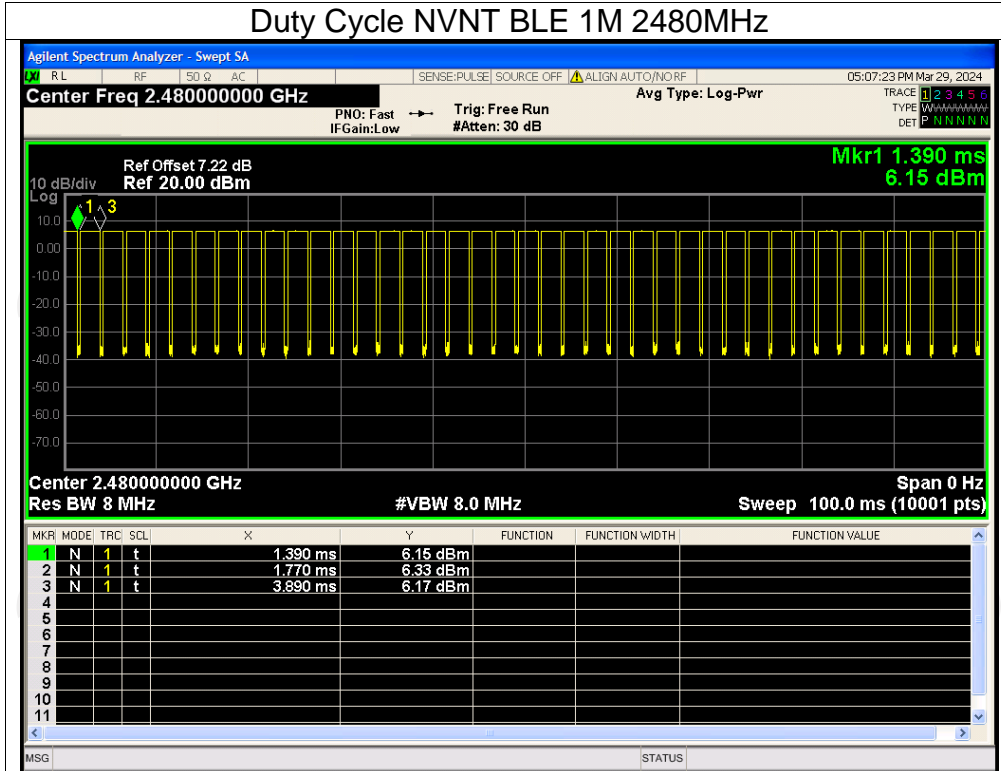 Duty Cycle NVNT BLE 1M 2480MHz
Agilent Spectrum Analyzer - Swept SA
LXI RL RF 50 Ω AC SENSE:PULSE SOURCE OFF ALIGN AUTO/NO RF 05:07:23 PM Mar 29, 2024
Center Freq 2.480000000 GHz Avg Type: Log-Pwr TRACE 1 2 3 4 5 6
PNO: Fast Trig: Free Run TYPE WWWWWW
IFGain:Low #Atten: 30 dB DET P N N N N N
Mkr1 1.390 ms
Ref Offset 7.22 dB 6.15 dBm
10 dB/div Ref 20.00 dBm
Log
1 3
10.0
0.00
-10.0
-20.0
-30.0
-40.0
-50.0
-60.0
-70.0
Center 2.480000000 GHz Span 0 Hz
Res BW 8 MHz #VBW 8.0 MHz Sweep 100.0 ms (10001 pts)
MKR MODE TRC SCL X Y FUNCTION FUNCTION WIDTH FUNCTION VALUE
1 N 1 t 1.390 ms 6.15 dBm
2 N 1 t 1.770 ms 6.33 dBm
3 N 1 t 3.890 ms 6.17 dBm
4
5
6
7
8
9
10
11
MSG STATUS